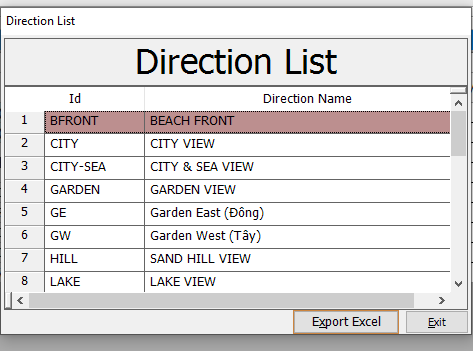 Direction List
Direction List
Id Direction Name
1 BFRONT BEACH FRONT
2 CITY CITY VIEW
3 CITY-SEA CITY & SEA VIEW
4 GARDEN GARDEN VIEW
5 GE Garden East (Đông)
6 GW Garden West (Tây)
7 HILL SAND HILL VIEW
8 LAKE LAKE VIEW
Export Excel Exit